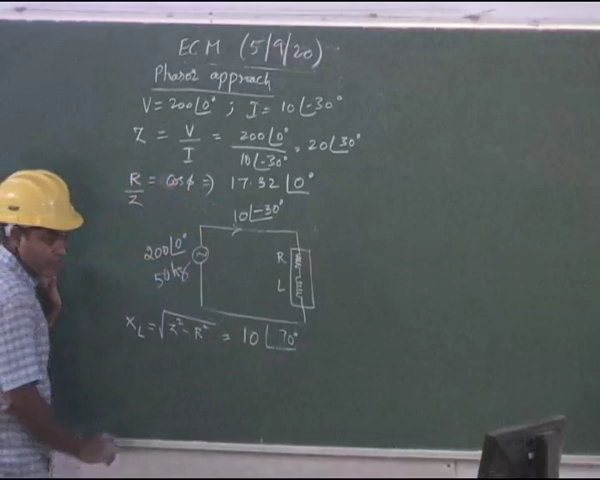 ECM (5/9/20)
Phasor approach
V = 200∠0° ; I = 10∠-30°
Z = V/I = 200∠0°/10∠-30° = 20∠30°
R/Z = cosφ ⇒ 17.32∠0°
10∠-30°
200∠0°
R
L
X_L = √(Z² - R²) = 10∠70°